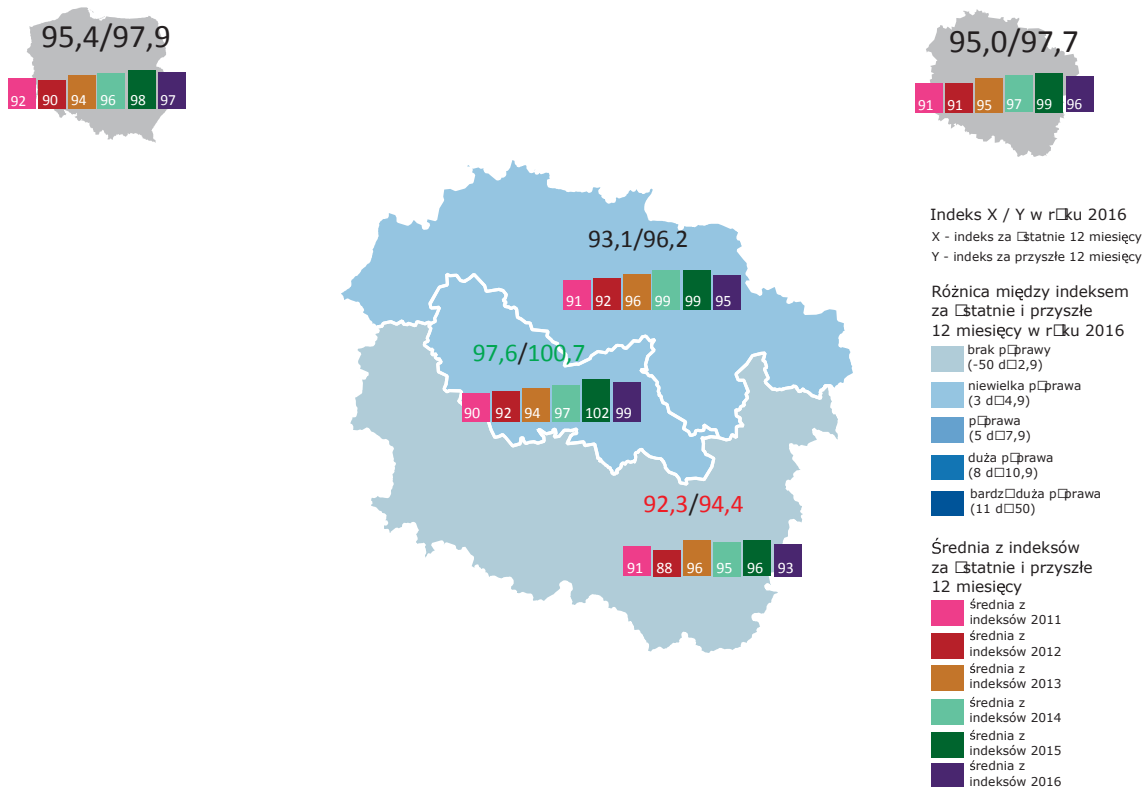 95,4/97,9
92 90 94 96 98 97
95,0/97,7
91 91 95 97 99 96
93,1/96,2
91 92 96 99 99 95
97,6/100,7
90 92 94 97 102 99
92,3/94,4
91 88 96 95 96 93
Indeks X / Y w r□ku 2016
X - indeks za □statnie 12 miesięcy
Y - indeks za przyszłe 12 miesięcy
Różnica między indeksem
za □statnie i przyszłe
12 miesięcy w r□ku 2016
brak p□prawy
(-50 d□2,9)
niewielka p□prawa
(3 d□4,9)
p□prawa
(5 d□7,9)
duża p□prawa
(8 d□10,9)
bardz□duża p□prawa
(11 d□50)
Średnia z indeksów
za □statnie i przyszłe
12 miesięcy
średnia z
indeksów 2011
średnia z
indeksów 2012
średnia z
indeksów 2013
średnia z
indeksów 2014
średnia z
indeksów 2015
średnia z
indeksów 2016